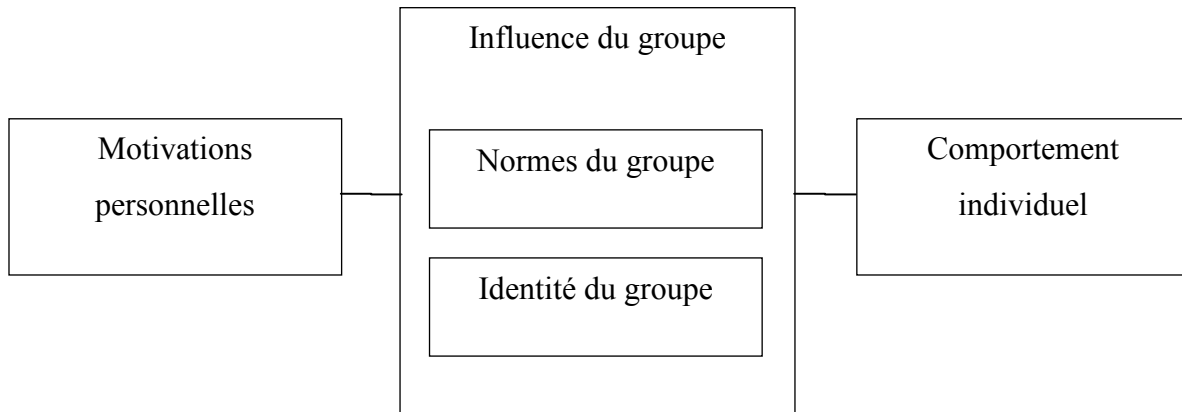 Influence du groupe
Motivations
personnelles
Normes du groupe
Identité du groupe
Comportement
individuel